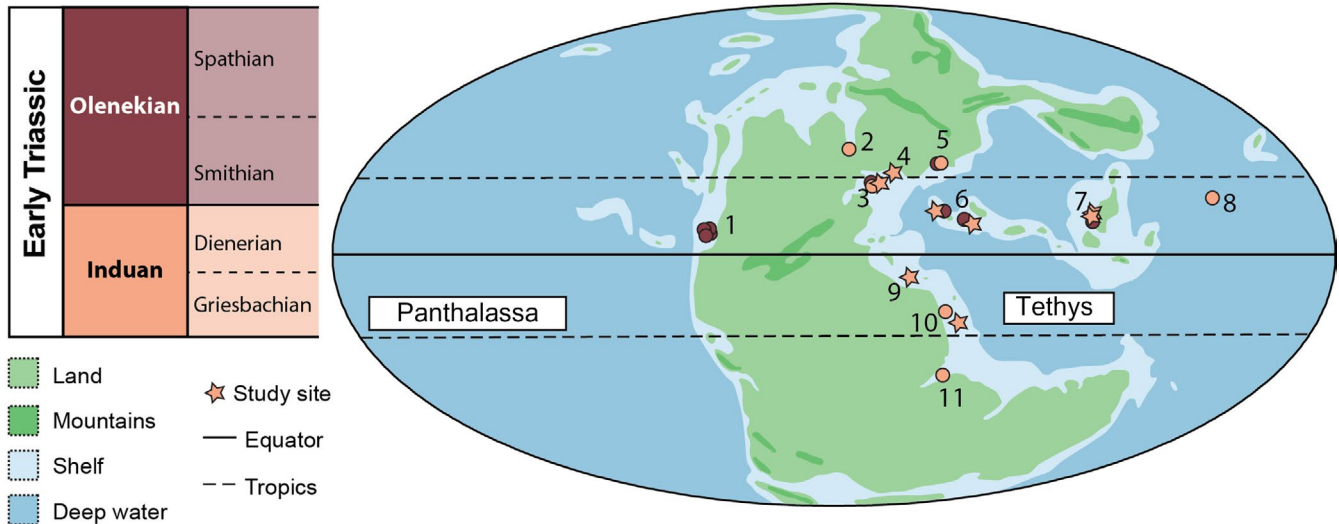 Early Triassic
Olenekian
Spathian
Smithian
Induan
Dienerian
Griesbachian
Land
Mountains
Shelf
Deep water
Study site
Equator
Tropics
1
2
3
4
5
6
7
8
9
10
11
Panthalassa
Tethys